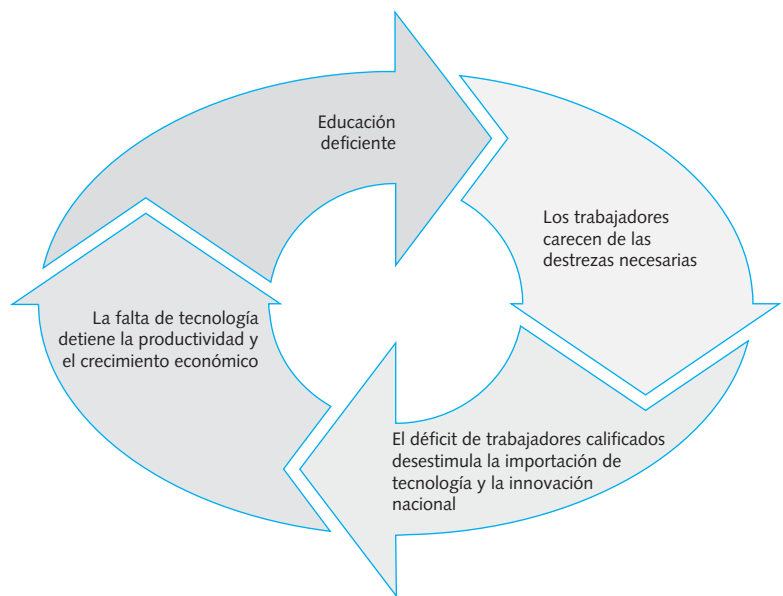 Educación
deficiente
Los trabajadores
carecen de las
destrezas necesarias
El déficit de trabajadores calificados
desestimula la importación de
tecnología y la innovación
nacional
La falta de tecnología
detiene la productividad y
el crecimiento económico